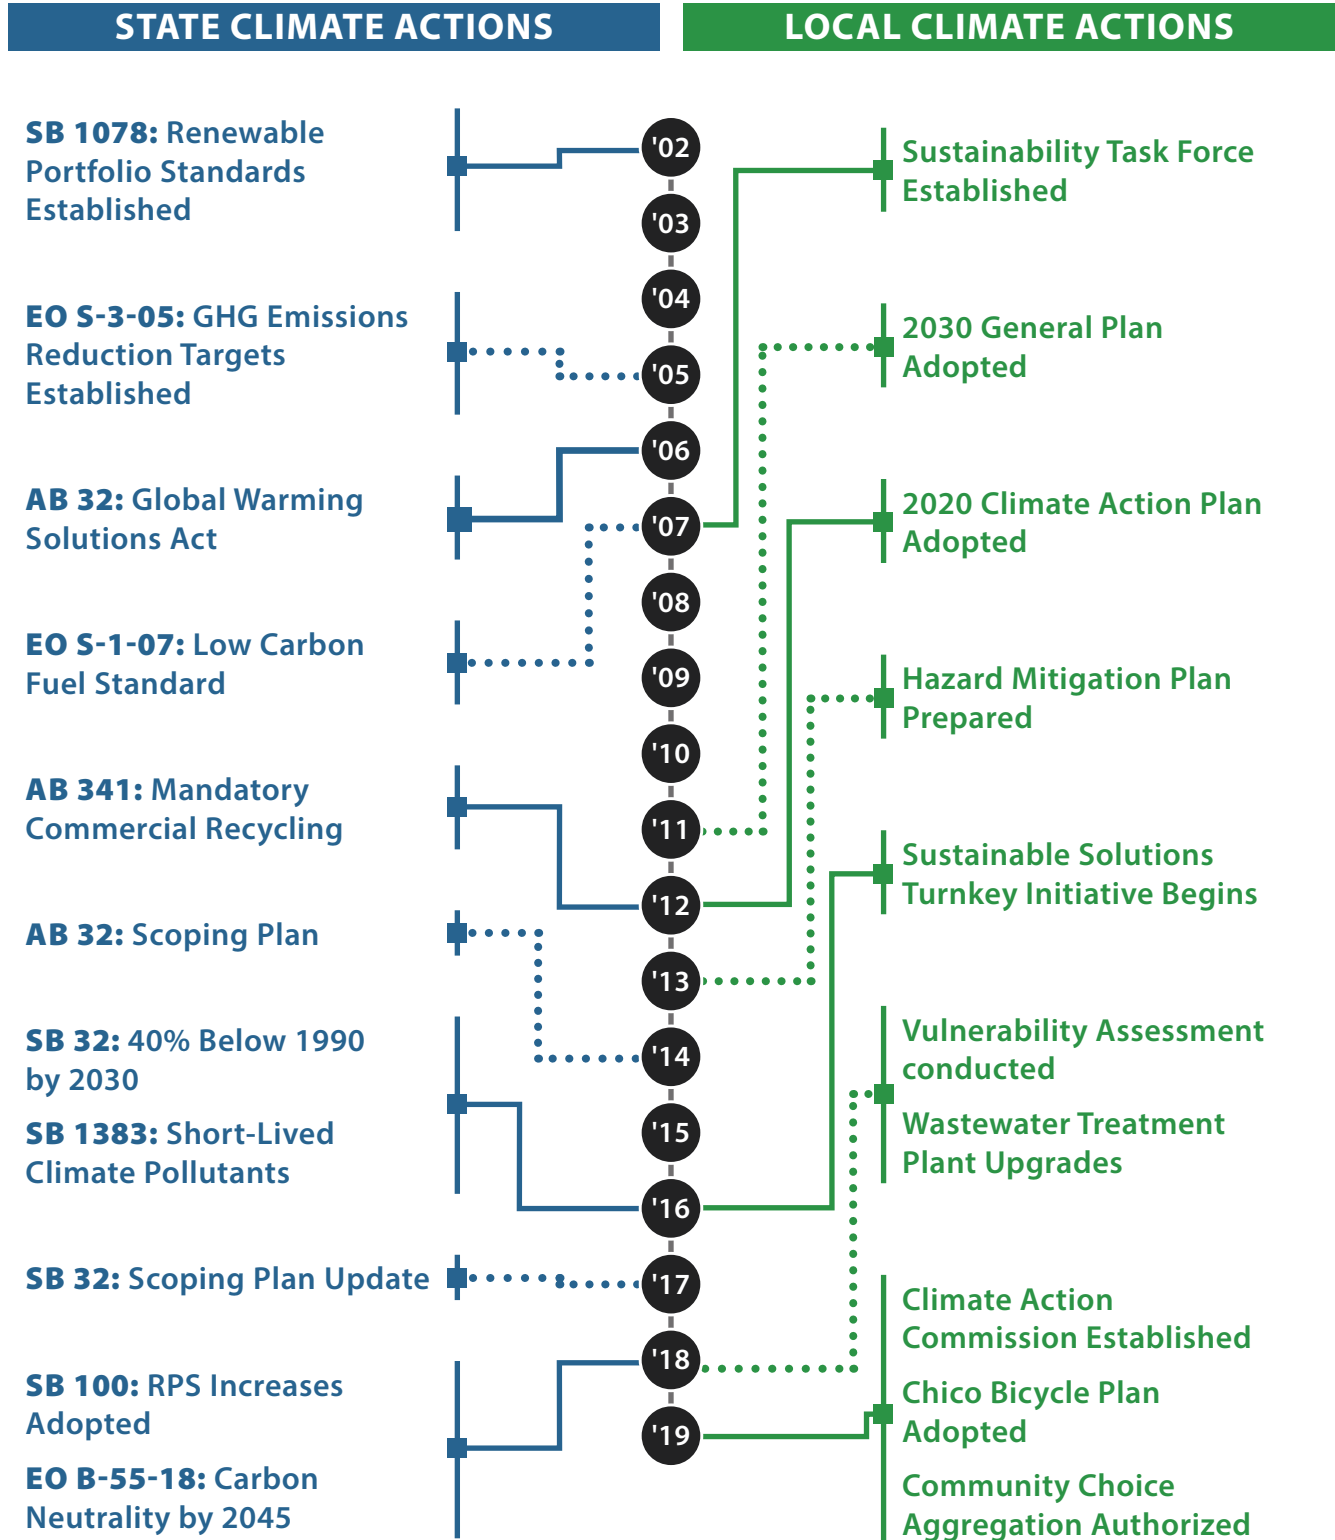 STATE CLIMATE ACTIONS
SB 1078: Renewable
Portfolio Standards
Established
EO S-3-05: GHG Emissions
Reduction Targets
Established
AB 32: Global Warming
Solutions Act
EO S-1-07: Low Carbon
Fuel Standard
AB 341: Mandatory
Commercial Recycling
AB 32: Scoping Plan
SB 32: 40% Below 1990
by 2030
SB 1383: Short-Lived
Climate Pollutants
SB 32: Scoping Plan Update
SB 100: RPS Increases
Adopted
EO B-55-18: Carbon
Neutrality by 2045
'02
'03
'04
'05
'06
'07
'08
'09
'10
'11
'12
'13
'14
'15
'16
'17
'18
'19
LOCAL CLIMATE ACTIONS
Sustainability Task Force
Established
2030 General Plan
Adopted
2020 Climate Action Plan
Adopted
Hazard Mitigation Plan
Prepared
Sustainable Solutions
Turnkey Initiative Begins
Vulnerability Assessment
conducted
Wastewater Treatment
Plant Upgrades
Climate Action
Commission Established
Chico Bicycle Plan
Adopted
Community Choice
Aggregation Authorized